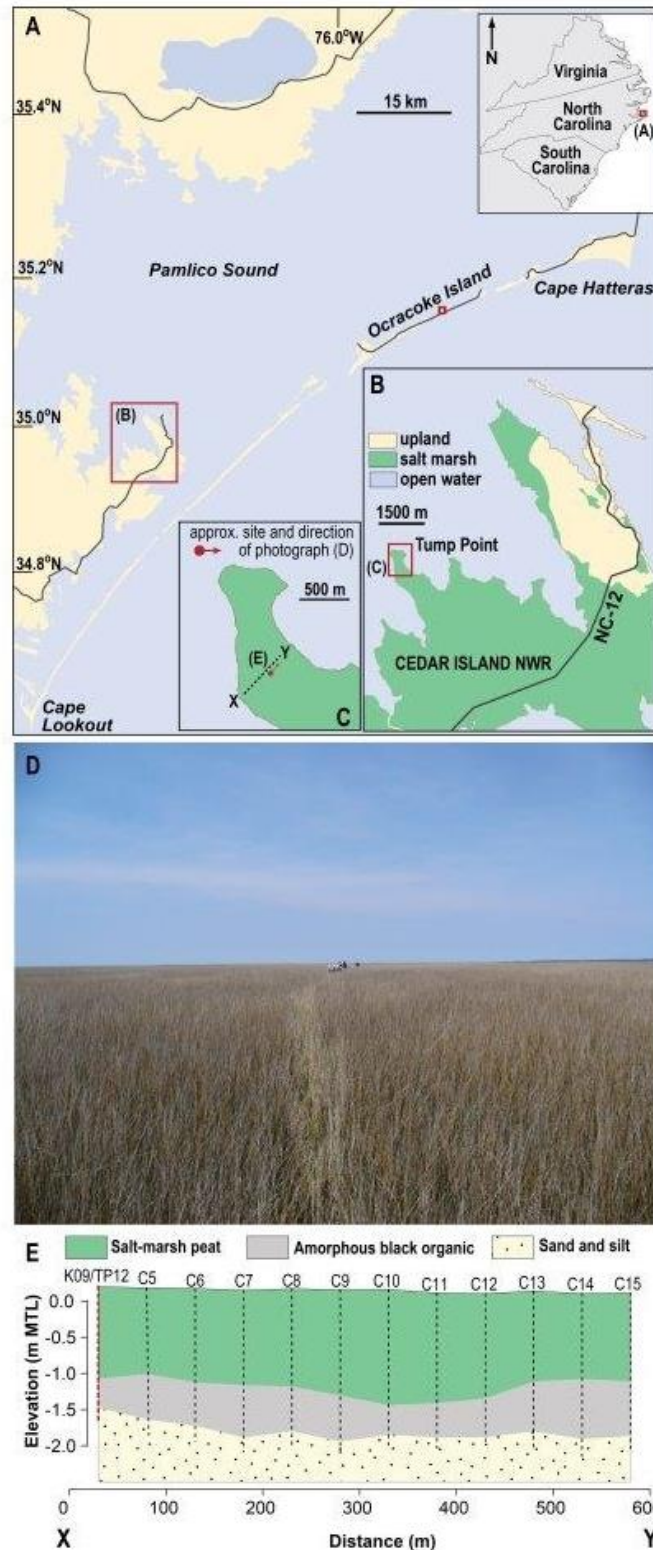 A
76.0°W
N
Virginia
North
Carolina
(A)
South
Carolina
35.4°N
15 km
35.2°N
Pamlico Sound
Ocracoke Island
Cape Hatteras
35.0°N
(B)
B
upland
salt marsh
open water
1500 m
Tump Point
(C)
NC-12
CEDAR ISLAND NWR
34.8°N
approx. site and direction
of photograph (D)
500 m
(E)
Y
X
C
Cape
Lookout
D
E
Salt-marsh peat
Amorphous black organic
Sand and silt
K09/TP12 C5 C6 C7 C8 C9 C10 C11 C12 C13 C14 C15
Elevation (m MTL)
0.0
-0.5
-1.0
-1.5
-2.0
0 100 200 300 400 500 600
X Distance (m) Y